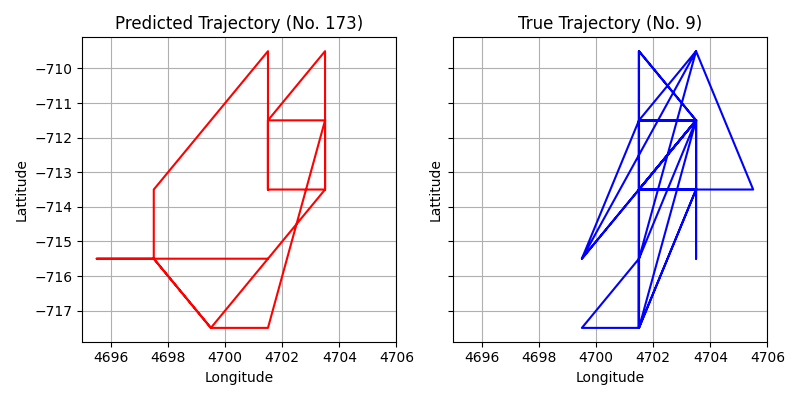 Predicted Trajectory (No. 173)
True Trajectory (No. 9)
Lattitude
−710
−711
−712
−713
−714
−715
−716
−717
4696 4698 4700 4702 4704 4706
Longitude
Lattitude
4696 4698 4700 4702 4704 4706
Longitude